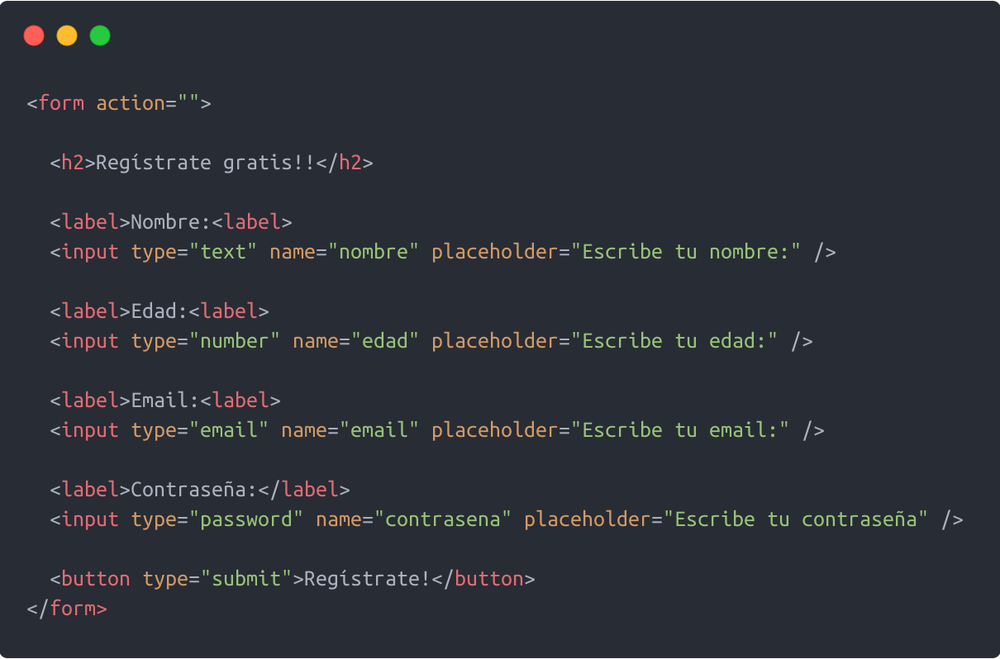 <form action="">
<h2>Regístrate gratis!!</h2>
<label>Nombre:<label>
<input type="text" name="nombre" placeholder="Escribe tu nombre:" />
<label>Edad:<label>
<input type="number" name="edad" placeholder="Escribe tu edad:" />
<label>Email:<label>
<input type="email" name="email" placeholder="Escribe tu email:" />
<label>Contraseña:</label>
<input type="password" name="contrasena" placeholder="Escribe tu contraseña" />
<button type="submit">Regístrate!</button>
</form>